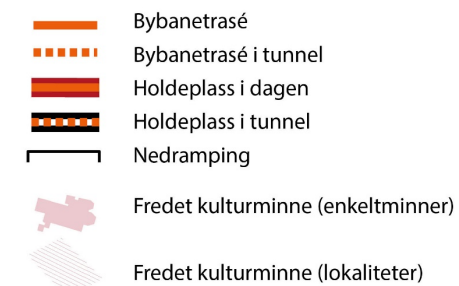 Bybanetrasé
Bybanetrasé i tunnel
Holdeplass i dagen
Holdeplass i tunnel
Nedramping
Fredet kulturminne (enkeltminner)
Fredet kulturminne (lokaliteter)